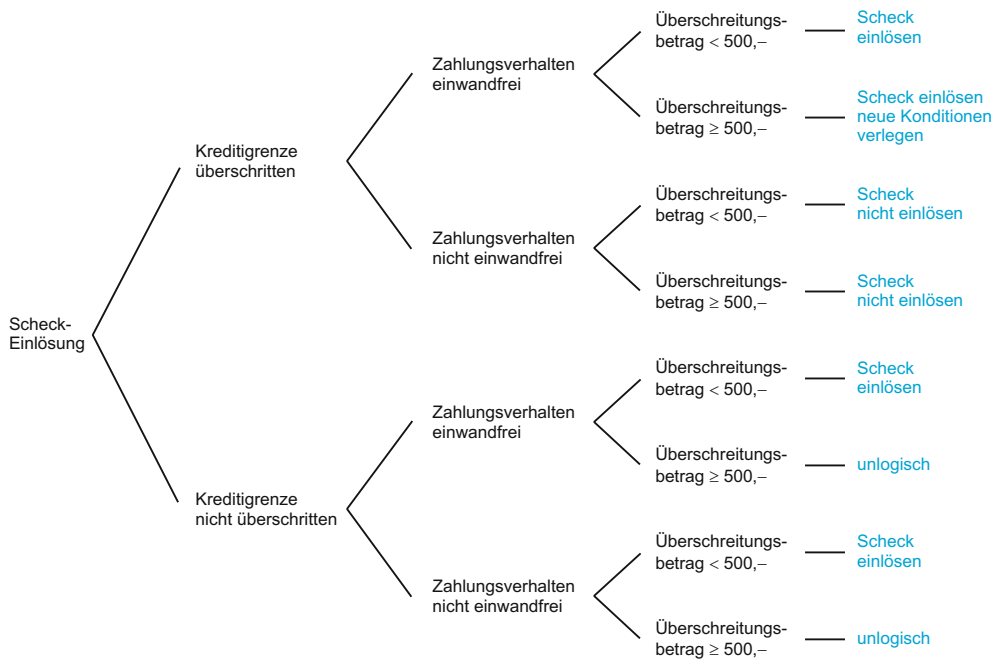 Scheck-
Einlösung
Kreditigrenze
überschritten
Zahlungsverhalten
einwandfrei
Überschreitungs-
betrag < 500,–
Scheck
einlösen
Überschreitungs-
betrag ≥ 500,–
Scheck einlösen
neue Konditionen
verlegen
Zahlungsverhalten
nicht einwandfrei
Überschreitungs-
betrag < 500,–
Scheck
nicht einlösen
Überschreitungs-
betrag ≥ 500,–
Scheck
nicht einlösen
Kreditigrenze
nicht überschritten
Zahlungsverhalten
einwandfrei
Überschreitungs-
betrag < 500,–
Scheck
einlösen
Überschreitungs-
betrag ≥ 500,–
unlogisch
Zahlungsverhalten
nicht einwandfrei
Überschreitungs-
betrag < 500,–
Scheck
einlösen
Überschreitungs-
betrag ≥ 500,–
unlogisch